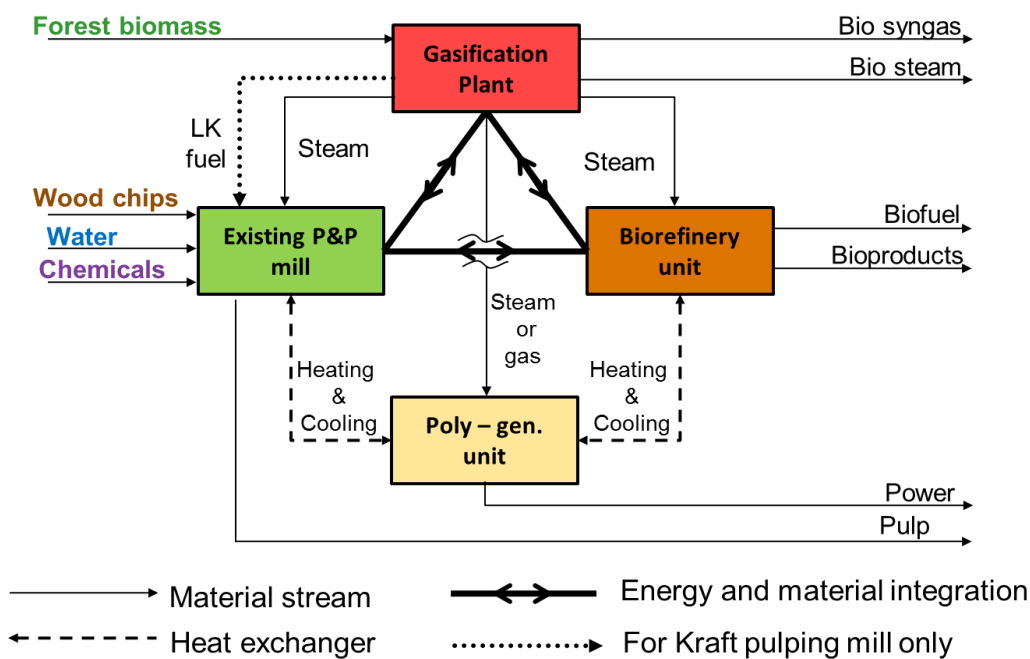 Forest biomass
Gasification
Plant
Bio syngas
Bio steam
LK
fuel
Steam
Steam
Wood chips
Water
Chemicals
Existing P&P
mill
Biorefinery
unit
Biofuel
Bioproducts
Steam
or
gas
Heating
&
Cooling
Heating
&
Cooling
Poly – gen.
unit
Power
Pulp
Material stream
Energy and material integration
Heat exchanger
For Kraft pulping mill only